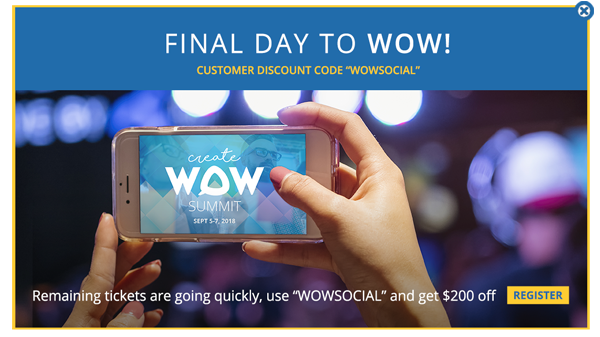 FINAL DAY TO WOW!
CUSTOMER DISCOUNT CODE “WOWSOCIAL”
create
WOW
SUMMIT
SEPT 5-7, 2018
Remaining tickets are going quickly, use “WOWSOCIAL” and get $200 off
REGISTER